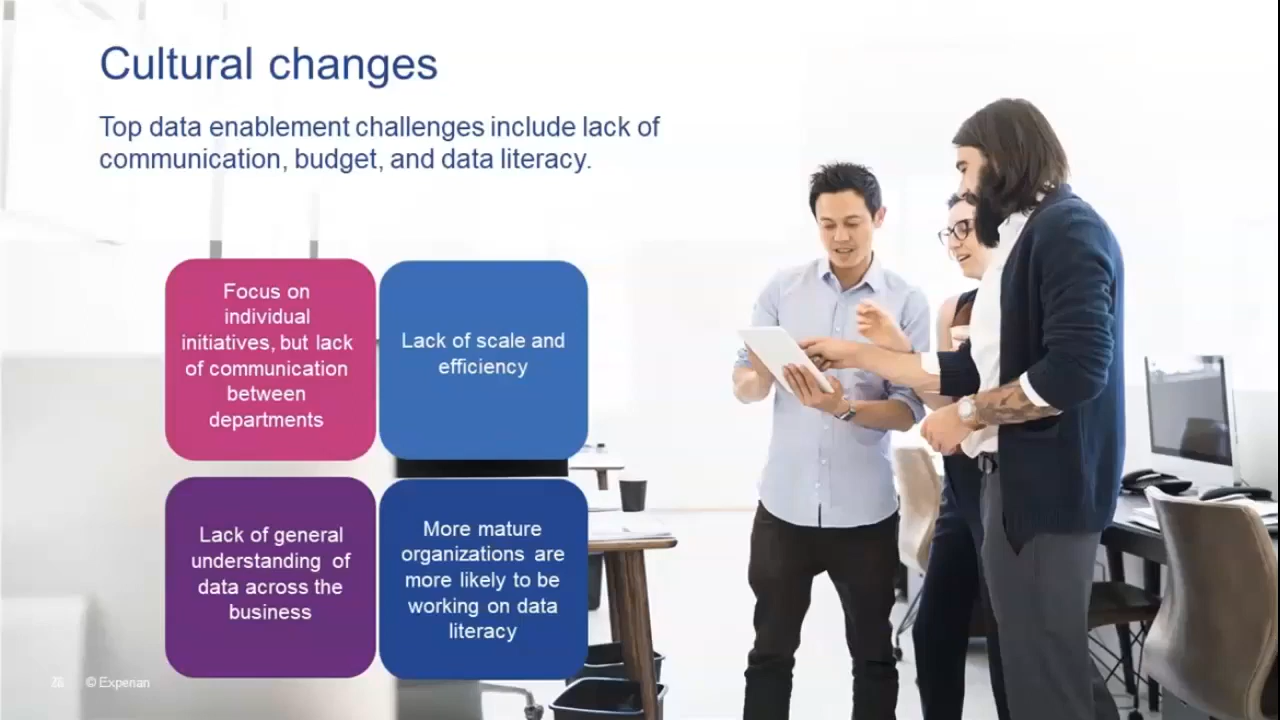 Cultural changes
Top data enablement challenges include lack of
communication, budget, and data literacy.
Focus on
individual
initiatives, but lack
of communication
between
departments
Lack of scale and
efficiency
Lack of general
understanding of
data across the
business
More mature
organizations are
more likely to be
working on data
literacy
© Experian